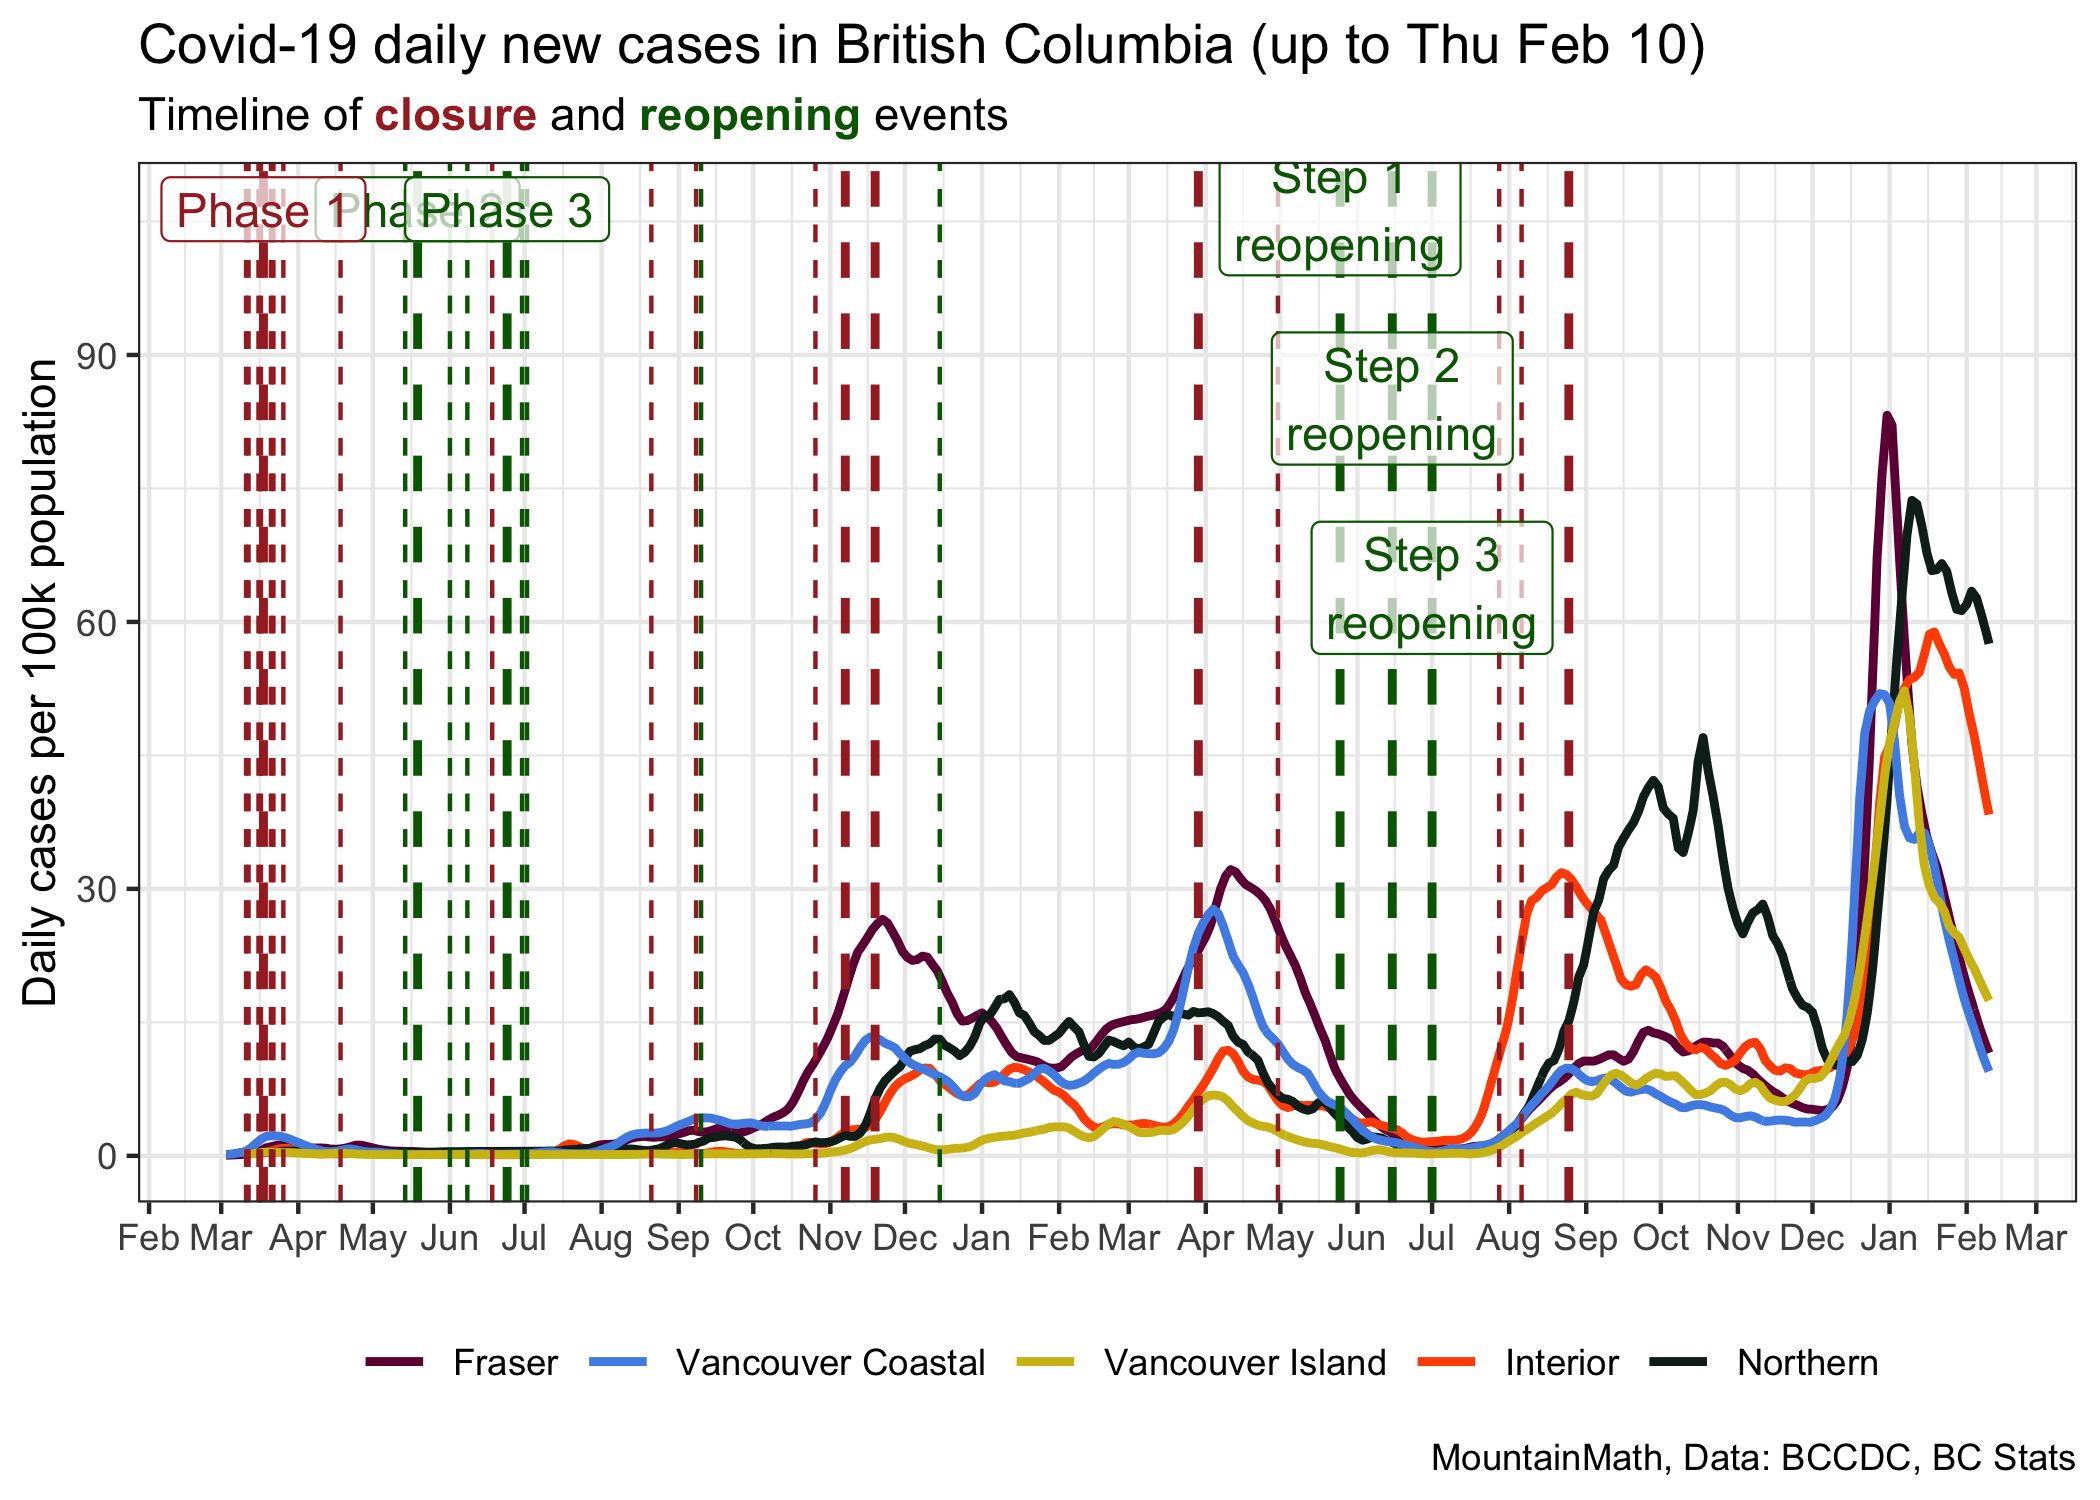 Covid-19 daily new cases in British Columbia (up to Thu Feb 10)
Timeline of closure and reopening events
Daily cases per 100k population
90
60
30
0
Phase 1
Phase 3
Step 1
reopening
Step 2
reopening
Step 3
reopening
Feb Mar Apr May Jun Jul Aug Sep Oct Nov Dec Jan Feb Mar Apr May Jun Jul Aug Sep Oct Nov Dec Jan Feb Mar
Fraser Vancouver Coastal Vancouver Island Interior Northern
MountainMath, Data: BCCDC, BC Stats